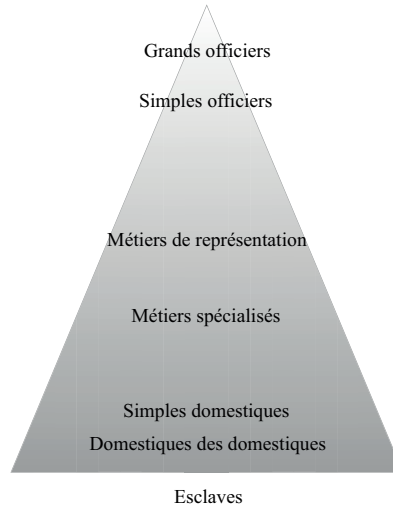 Grands officiers
Simples officiers
Métiers de représentation
Métiers spécialisés
Simples domestiques
Domestiques des domestiques
Esclaves